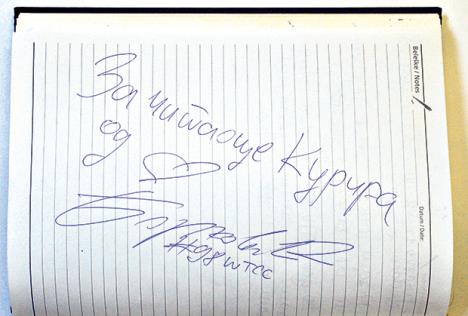 За читаоце Курира
од
Beleške / Notes
Datum / Date: